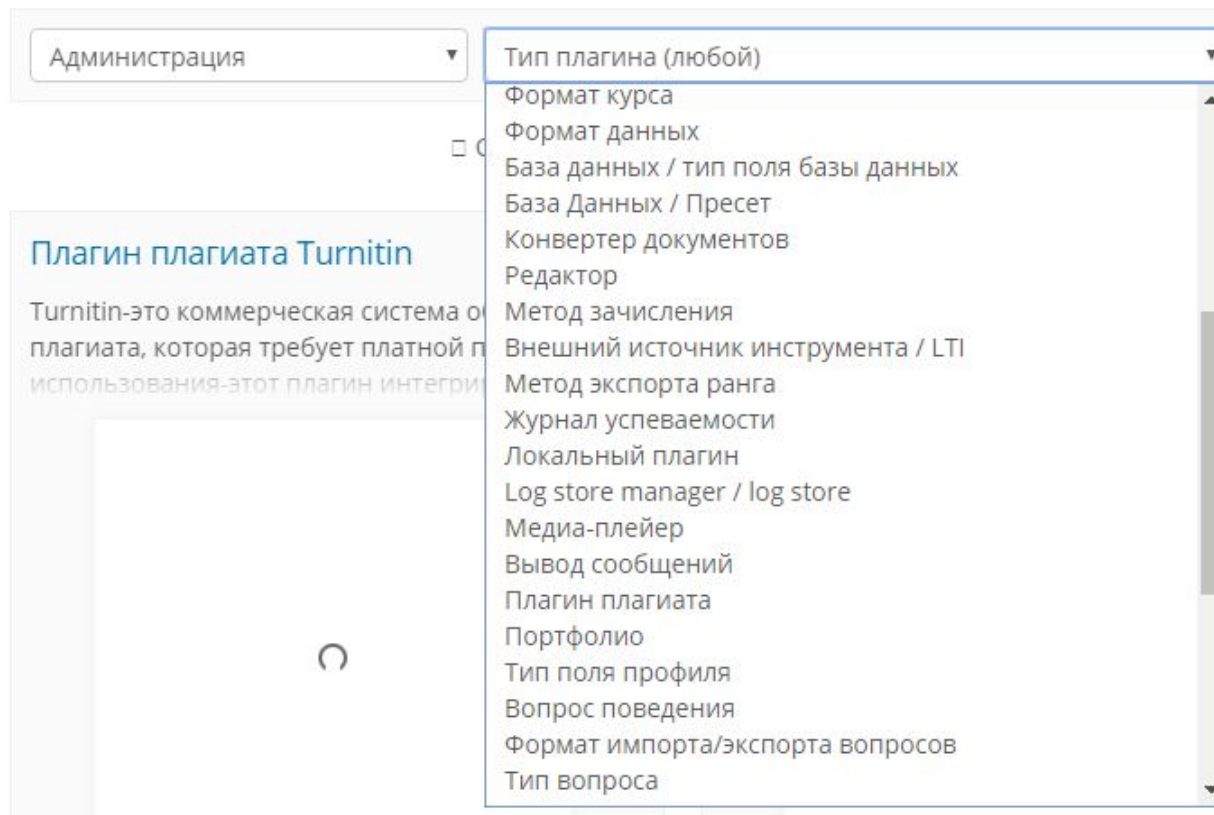 Администрация
Тип плагина (любой)
Формат курса
Формат данных
База данных / тип поля базы данных
База Данных / Пресет
Конвертер документов
Редактор
Метод зачисления
Внешний источник инструмента / LTI
Метод экспорта ранга
Журнал успеваемости
Локальный плагин
Log store manager / log store
Медиа-плейер
Вывод сообщений
Плагин плагиата
Портфолио
Тип поля профиля
Вопрос поведения
Формат импорта/экспорта вопросов
Тип вопроса
Плагин плагиата Turnitin
Turnitin-это коммерческая система
плагиата, которая требует платной
использования-этот плагин